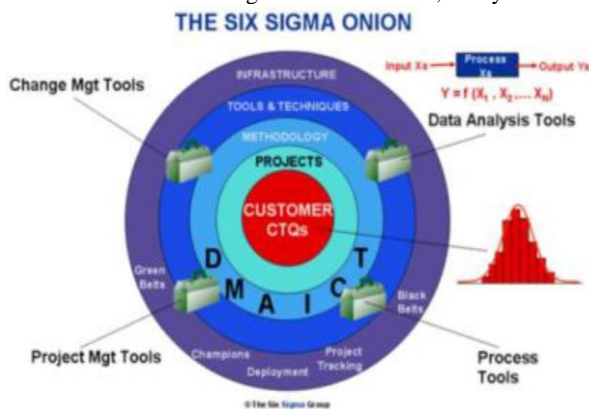 THE SIX SIGMA ONION
INFRASTRUCTURE
Input Xs
Process
Xs
Output Ys
Y = f (X1 , X2 ,... XN)
Change Mgt Tools
TOOLS & TECHNIQUES
Data Analysis Tools
METHODOLOGY
PROJECTS
CUSTOMER
CTQs
D M A I C T
Green
Belts
Black
Belts
Project Mgt Tools
Champions
Deployment
Project
Tracking
Process
Tools
© The Six Sigma Group